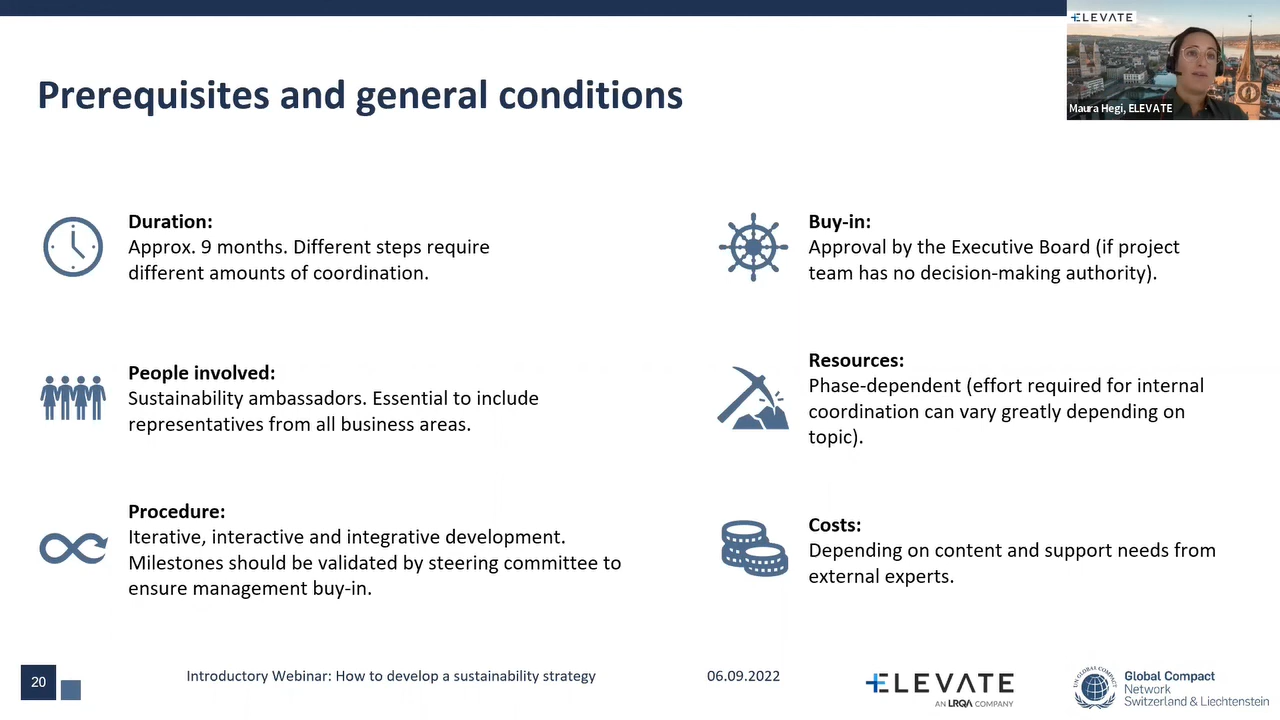 ELEVATE
Maura Hegi, ELEVATE
Prerequisites and general conditions
Duration:
Approx. 9 months. Different steps require
different amounts of coordination.
People involved:
Sustainability ambassadors. Essential to include
representatives from all business areas.
Procedure:
Iterative, interactive and integrative development.
Milestones should be validated by steering committee to
ensure management buy-in.
Buy-in:
Approval by the Executive Board (if project
team has no decision-making authority).
Resources:
Phase-dependent (effort required for internal
coordination can vary greatly depending on
topic).
Costs:
Depending on content and support needs from
external experts.
20
Introductory Webinar: How to develop a sustainability strategy
06.09.2022
ELEVATE
AN LRQA COMPANY
UN GLOBAL COMPACT
Global Compact
Network
Switzerland & Liechtenstein